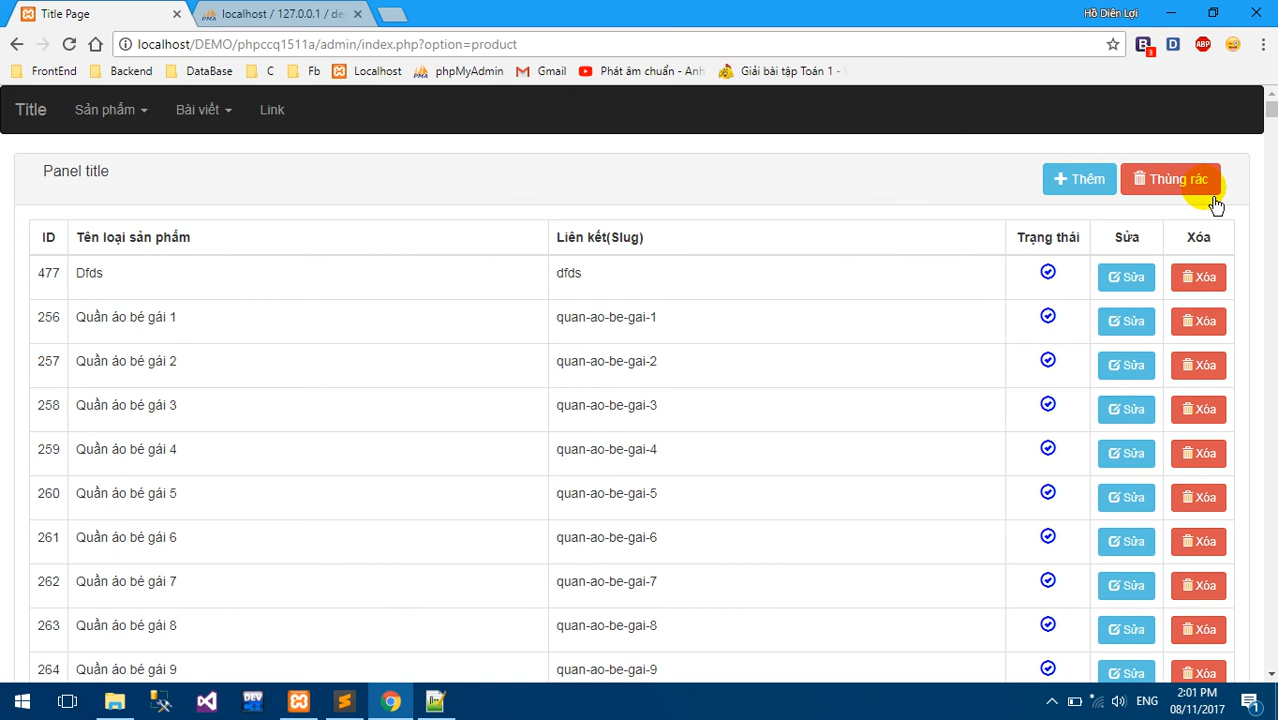 Title Page
localhost / 127.0.0.1 / de
Hồ Diên Lợi
localhost/DEMO/phpccq1511a/admin/index.php?option=product
FrontEnd Backend DataBase C Fb Localhost phpMyAdmin Gmail Phát âm chuẩn - Anh Giải bài tập Toán 1 -
Title Sản phẩm Bài viết Link
Panel title Thêm Thùng rác
ID Tên loại sản phẩm Liên kết(Slug) Trạng thái Sửa Xóa
477 Dfds dfds Sửa Xóa
256 Quần áo bé gái 1 quan-ao-be-gai-1 Sửa Xóa
257 Quần áo bé gái 2 quan-ao-be-gai-2 Sửa Xóa
258 Quần áo bé gái 3 quan-ao-be-gai-3 Sửa Xóa
259 Quần áo bé gái 4 quan-ao-be-gai-4 Sửa Xóa
260 Quần áo bé gái 5 quan-ao-be-gai-5 Sửa Xóa
261 Quần áo bé gái 6 quan-ao-be-gai-6 Sửa Xóa
262 Quần áo bé gái 7 quan-ao-be-gai-7 Sửa Xóa
263 Quần áo bé gái 8 quan-ao-be-gai-8 Sửa Xóa
264 Quần áo bé gái 9 quan-ao-be-gai-9 Sửa Xóa
ENG
2:01 PM
08/11/2017